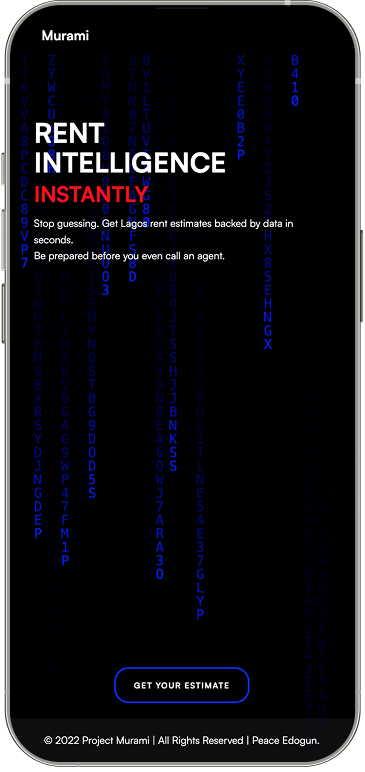 Murami
RENT
INTELLIGENCE
INSTANTLY
Stop guessing. Get Lagos rent estimates backed by data in
seconds.
Be prepared before you even call an agent.
GET YOUR ESTIMATE
© 2022 Project Murami | All Rights Reserved | Peace Edogun.